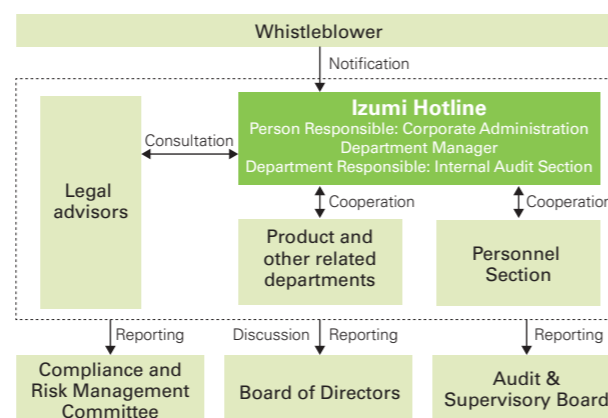 Whistleblower
Notification
Izumi Hotline
Person Responsible: Corporate Administration
Department Manager
Department Responsible: Internal Audit Section
Consultation
Legal
advisors
Cooperation
Cooperation
Product and
other related
departments
Personnel
Section
Reporting
Discussion
Reporting
Reporting
Compliance and
Risk Management
Committee
Board of Directors
Audit &
Supervisory Board